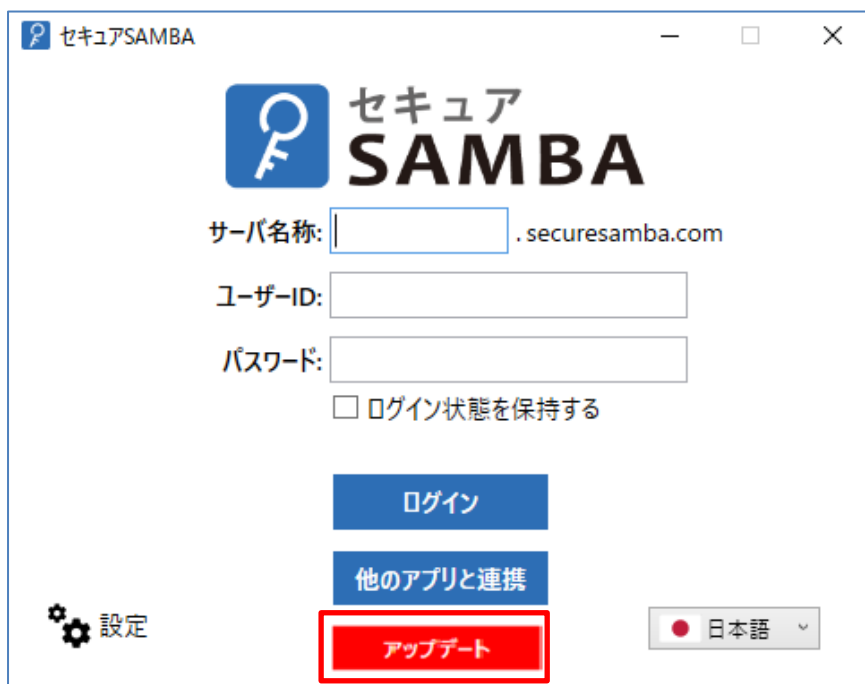 セキュアSAMBA
セキュア
SAMBA
サーバ名称: . securesamba.com
ユーザーID:
パスワード:
ログイン状態を保持する
ログイン
他のアプリと連携
設定
アップデート
日本語